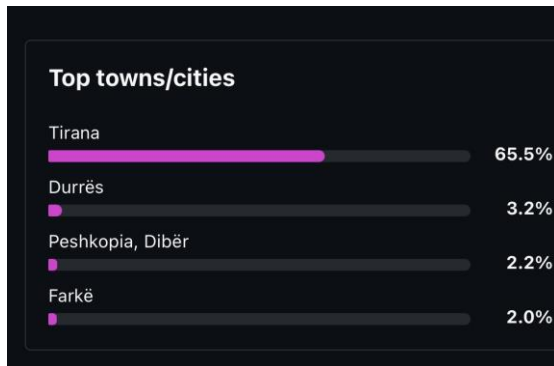 Top towns/cities
Tirana
65.5%
Durrës
3.2%
Peshkopia, Dibër
2.2%
Farkë
2.0%